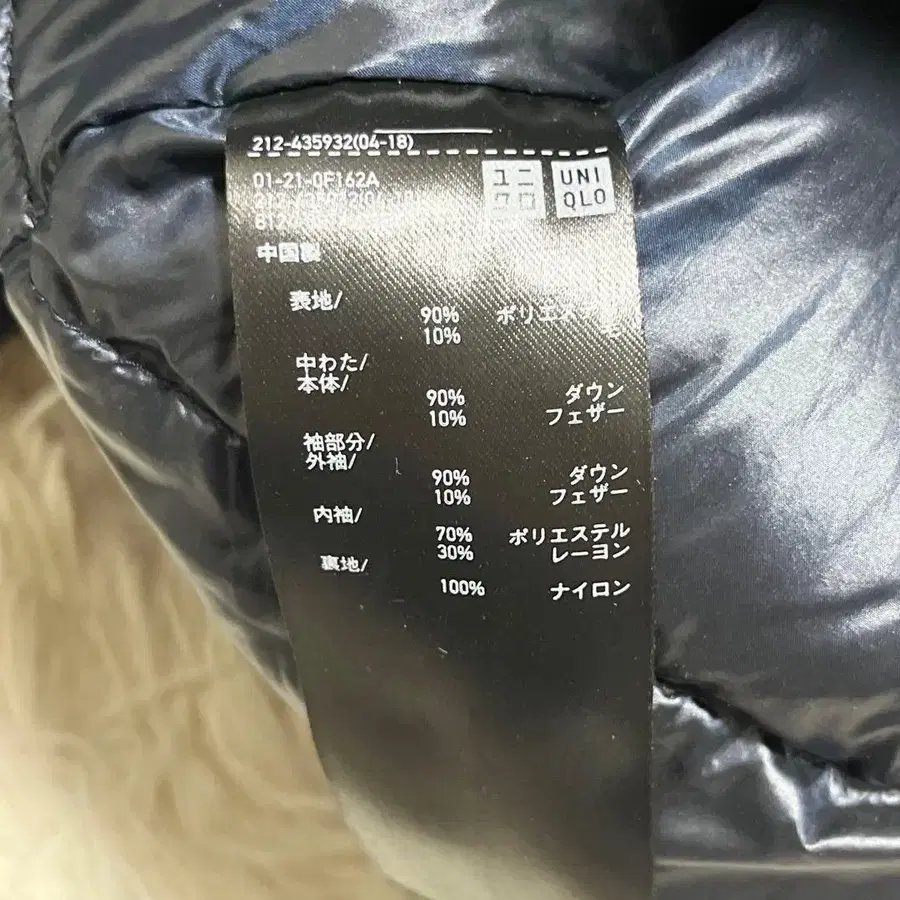 212-435932(04-18)
01-21-0F162A
ユニ
クロ
UNI
QLO
中国製
表地/
90% ポリエステル
10% 毛
中わた/
本体/
90% ダウン
10% フェザー
袖部分/
外袖/
90% ダウン
10% フェザー
内袖/
70% ポリエステル
30% レーヨン
裏地/
100% ナイロン